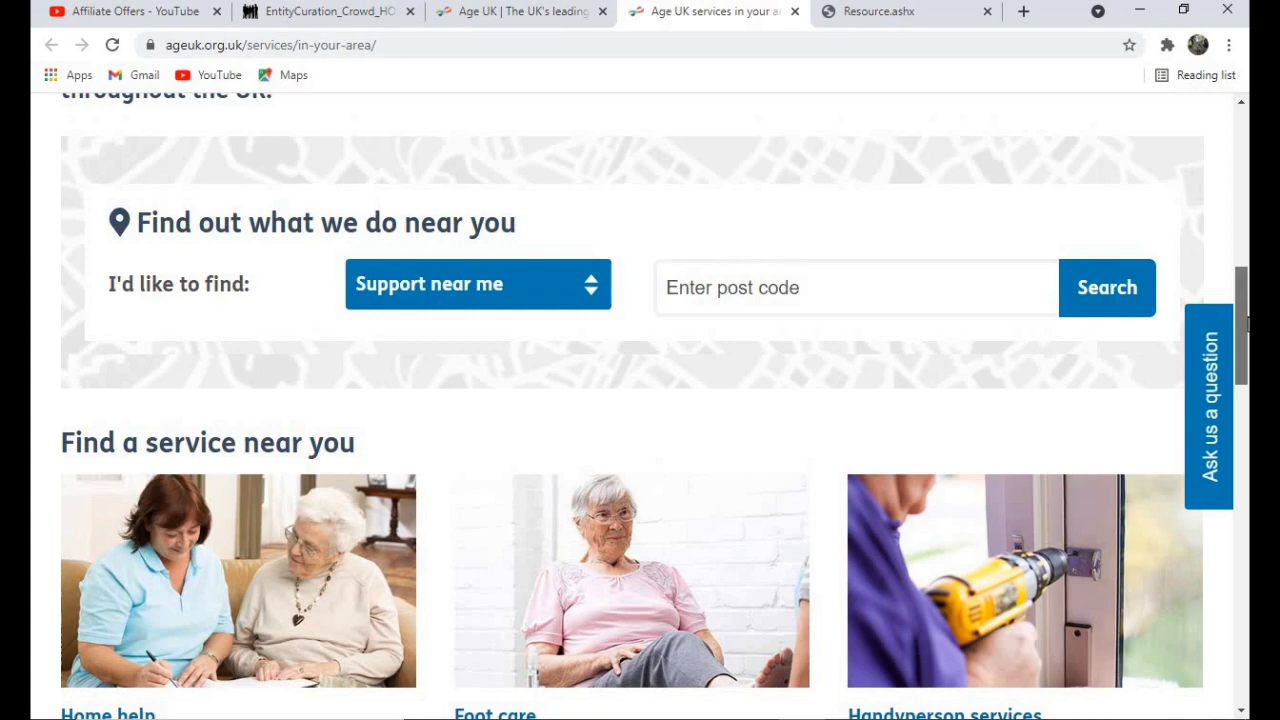 Affiliate Offers - YouTube
EntityCuration_Crowd_HO
Age UK | The UK's leading
Age UK services in your a
Resource.ashx
ageuk.org.uk/services/in-your-area/
Apps
Gmail
YouTube
Maps
Reading list
throughout the UK.
Find out what we do near you
I'd like to find:
Support near me
Enter post code
Search
Ask us a question
Find a service near you
Home help
Foot care
Handyperson services